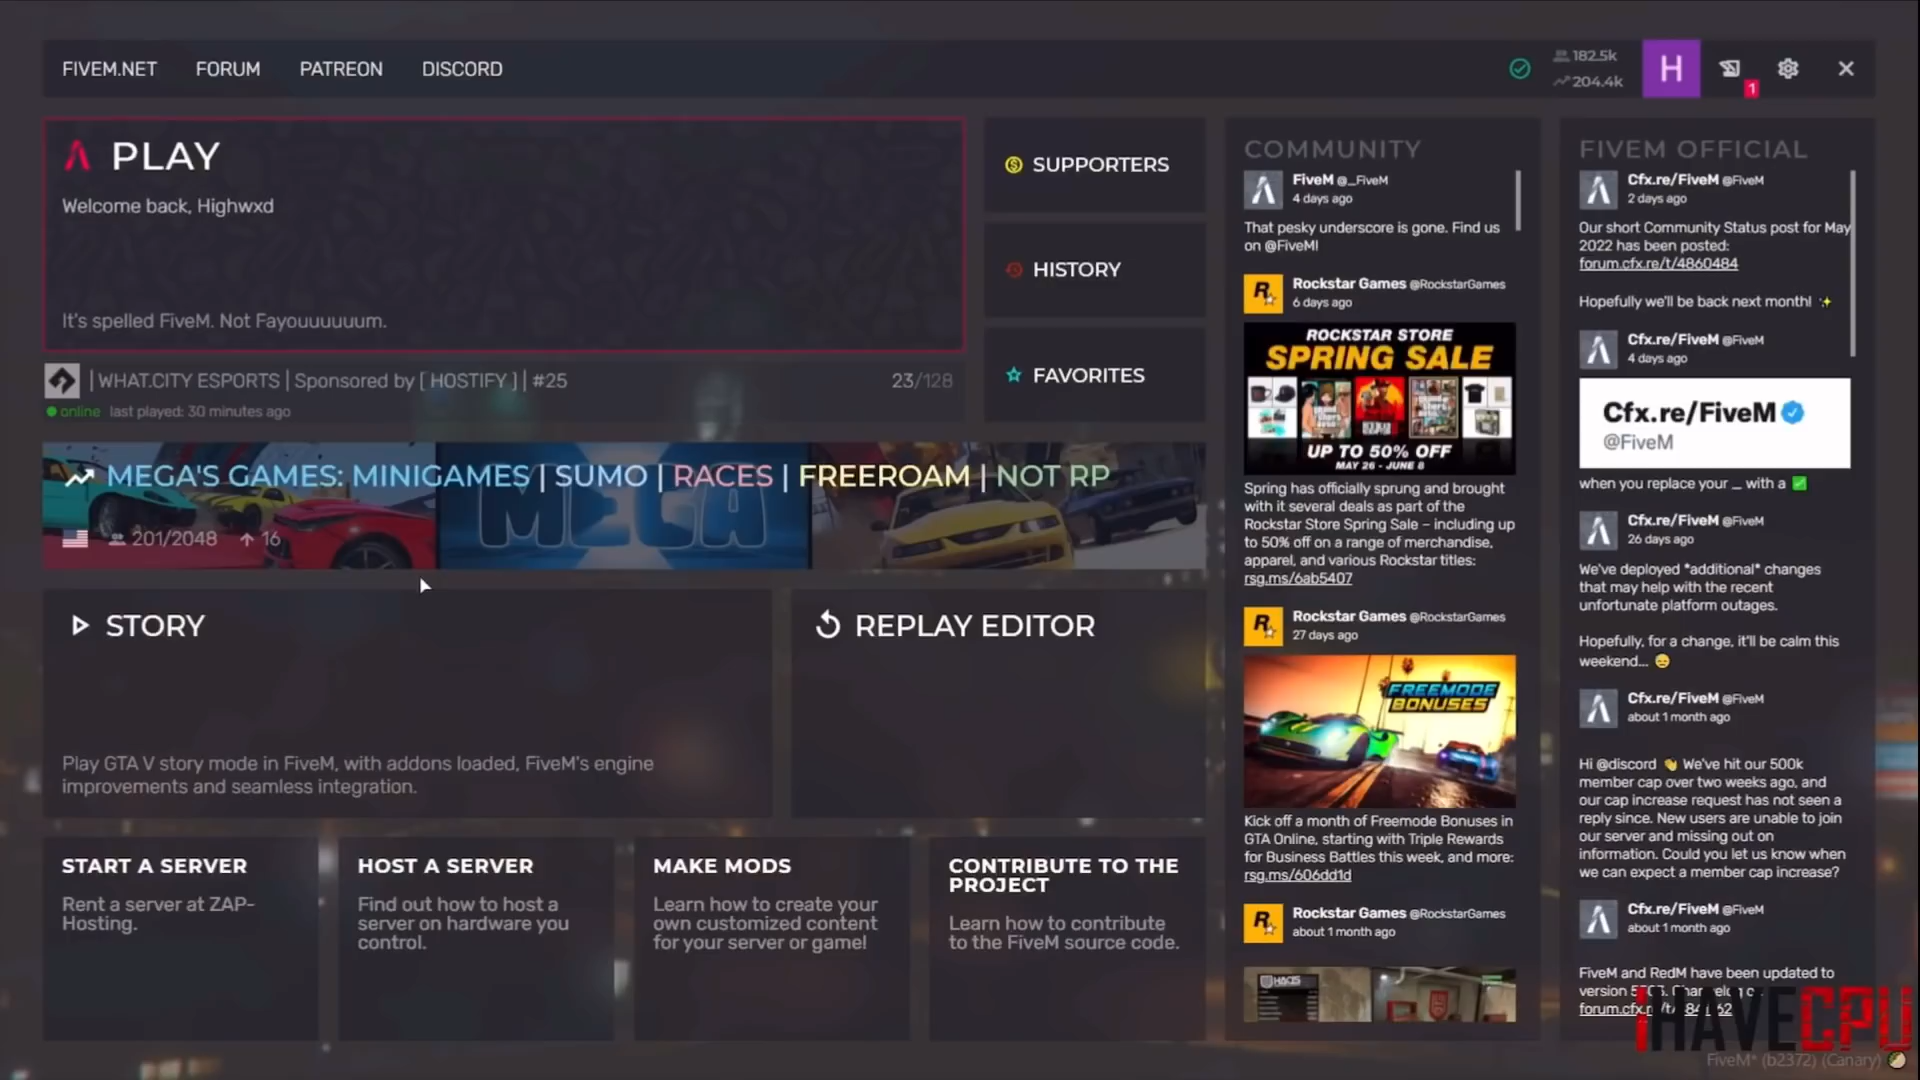 FIVEM.NET FORUM PATREON DISCORD
182.5k
204.4k
H
1
PLAY
Welcome back, Highwxd
It's spelled FiveM. Not Fayouuuuuum.
SUPPORTERS
HISTORY
FAVORITES
| WHAT.CITY ESPORTS | Sponsored by [ HOSTIFY ] | #25
23/128
online last played: 30 minutes ago
MEGA'S GAMES: MINIGAMES | SUMO | RACES | FREEROAM | NOT RP
MEGA
201/2048 16
STORY
Play GTA V story mode in FiveM, with addons loaded, FiveM's engine
improvements and seamless integration.
REPLAY EDITOR
START A SERVER
Rent a server at ZAP-
Hosting.
HOST A SERVER
Find out how to host a
server on hardware you
control.
MAKE MODS
Learn how to create your
own customized content
for your server or game!
CONTRIBUTE TO THE
PROJECT
Learn how to contribute
to the FiveM source code.
COMMUNITY
FiveM @_FiveM
4 days ago
That pesky underscore is gone. Find us
on @FiveM!
Rockstar Games @RockstarGames
6 days ago
ROCKSTAR STORE
SPRING SALE
UP TO 50% OFF
MAY 26 - JUNE 8
Spring has officially sprung and brought
with it several deals as part of the
Rockstar Store Spring Sale – including up
to 50% off on a range of merchandise,
apparel, and various Rockstar titles:
rsg.ms/6ab5407
Rockstar Games @RockstarGames
27 days ago
FREEMODE
BONUSES
Kick off a month of Freemode Bonuses in
GTA Online, starting with Triple Rewards
for Business Battles this week, and more:
rsg.ms/606dd1d
Rockstar Games @RockstarGames
about 1 month ago
FIVEM OFFICIAL
Cfx.re/FiveM @FiveM
2 days ago
Our short Community Status post for May
2022 has been posted:
forum.cfx.re/t/4860484
Hopefully we'll be back next month! ✨
Cfx.re/FiveM @FiveM
4 days ago
Cfx.re/FiveM
@FiveM
when you replace your _ with a ✅
Cfx.re/FiveM @FiveM
26 days ago
We've deployed *additional* changes
that may help with the recent
unfortunate platform outages.
Hopefully, for a change, it'll be calm this
weekend... 😅
Cfx.re/FiveM @FiveM
about 1 month ago
Hi @discord 👋 We've hit our 500k
member cap over two weeks ago, and
our cap increase request has not seen a
reply since. New users are unable to join
our server and missing out on
information. Could you let us know when
we can expect a member cap increase?
Cfx.re/FiveM @FiveM
about 1 month ago
FiveM and RedM have been updated to
version
iHAVECPU
FiveM* (b2372) (Canary)